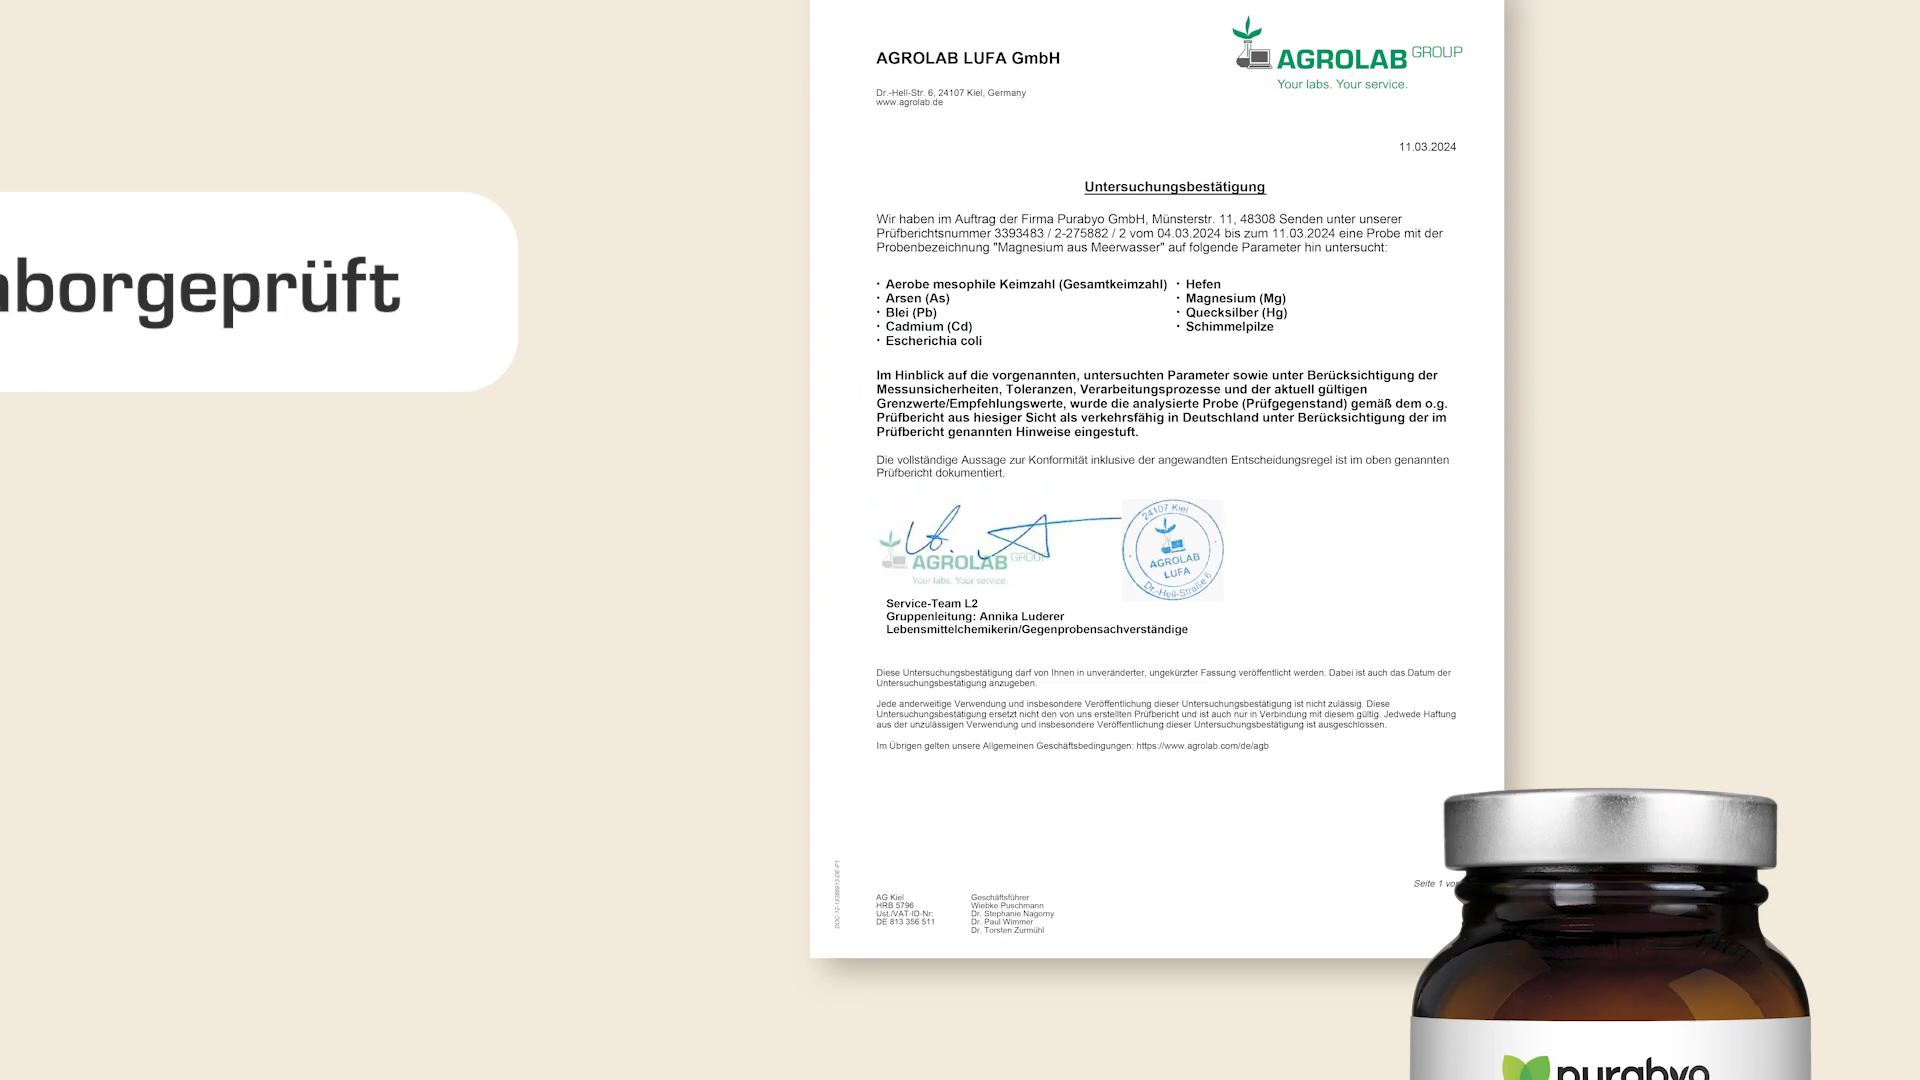 borgeprüft
AGROLAB LUFA GmbH
Dr.-Hell-Str. 6, 24107 Kiel, Germany
www.agrolab.de
AGROLAB GROUP
Your labs. Your service.
11.03.2024
Untersuchungsbestätigung
Wir haben im Auftrag der Firma Purabyo GmbH, Münsterstr. 11, 48308 Senden unter unserer
Prüfberichtsnummer 3393483 / 2-275882 / 2 vom 04.03.2024 bis zum 11.03.2024 eine Probe mit der
Probenbezeichnung "Magnesium aus Meerwasser" auf folgende Parameter hin untersucht:
· Aerobe mesophile Keimzahl (Gesamtkeimzahl)
· Arsen (As)
· Blei (Pb)
· Cadmium (Cd)
· Escherichia coli
· Hefen
· Magnesium (Mg)
· Quecksilber (Hg)
· Schimmelpilze
Im Hinblick auf die vorgenannten, untersuchten Parameter sowie unter Berücksichtigung der
Messunsicherheiten, Toleranzen, Verarbeitungsprozesse und der aktuell gültigen
Grenzwerte/Empfehlungswerte, wurde die analysierte Probe (Prüfgegenstand) gemäß dem o.g.
Prüfbericht aus hiesiger Sicht als verkehrsfähig in Deutschland unter Berücksichtigung der im
Prüfbericht genannten Hinweise eingestuft.
Die vollständige Aussage zur Konformität inklusive der angewandten Entscheidungsregel ist im oben genannten
Prüfbericht dokumentiert.
AGROLAB GROUP
Your labs. Your service.
24107 Kiel
AGROLAB
LUFA
Dr.-Hell-Straße 6
Service-Team L2
Gruppenleitung: Annika Luderer
Lebensmittelchemikerin/Gegenprobensachverständige
Diese Untersuchungsbestätigung darf von Ihnen in unveränderter, ungekürzter Fassung veröffentlicht werden. Dabei ist auch das Datum der
Untersuchungsbestätigung anzugeben.
Jede anderweitige Verwendung und insbesondere Veröffentlichung dieser Untersuchungsbestätigung ist nicht zulässig. Diese
Untersuchungsbestätigung ersetzt nicht den von uns erstellten Prüfbericht und ist auch nur in Verbindung mit diesem gültig. Jedwede Haftung
aus der unzulässigen Verwendung und insbesondere Veröffentlichung dieser Untersuchungsbestätigung ist ausgeschlossen.
Im Übrigen gelten unsere Allgemeinen Geschäftsbedingungen: https://www.agrolab.com/de/agb
Seite 1
AG Kiel
HRB 5796
Ust./VAT-ID-Nr:
DE 813 356 511
Geschäftsführer
Wiebke Puschmann
Dr. Stephanie Nagorny
Dr. Paul Wimmer
Dr. Torsten Zurmühl
purabyo